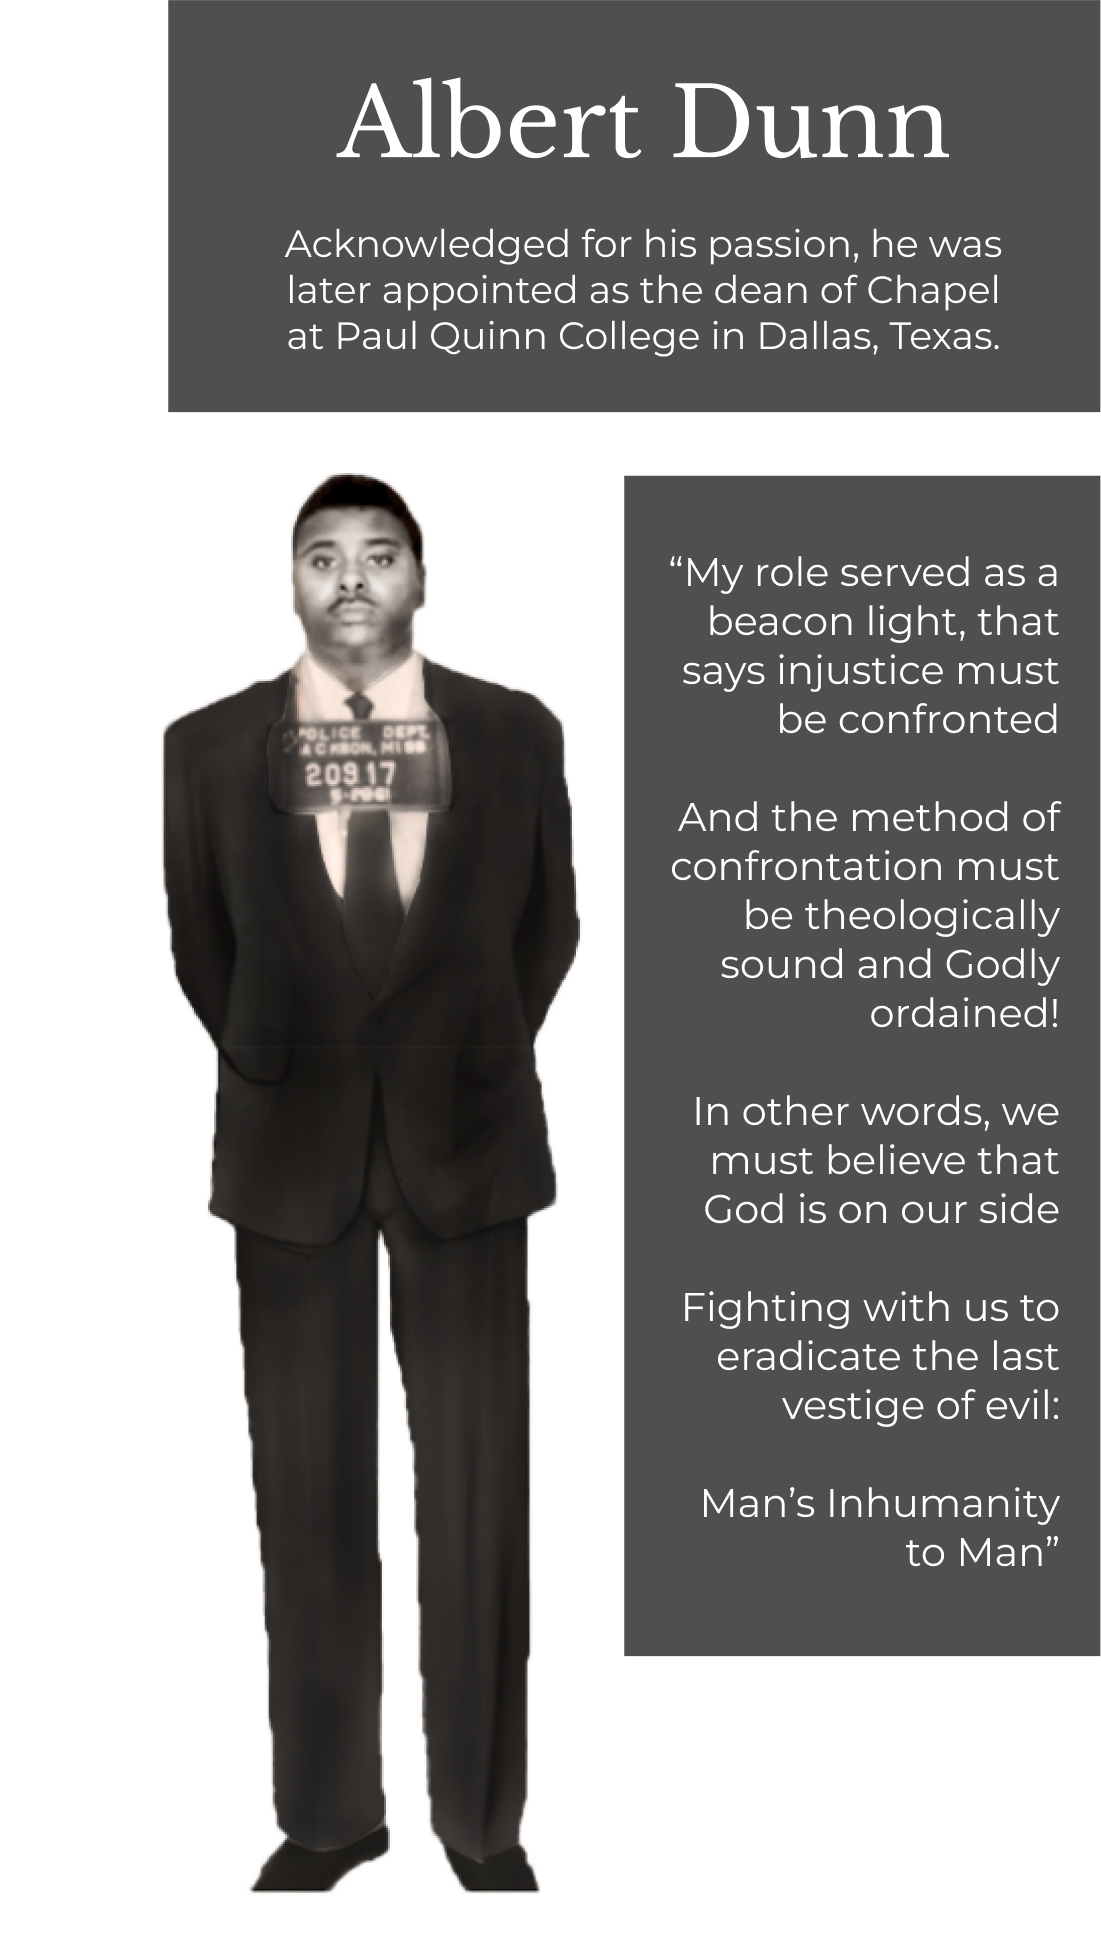 Albert Dunn
Acknowledged for his passion, he was
later appointed as the dean of Chapel
at Paul Quinn College in Dallas, Texas.
POLICE DEPT.
JACKSON, MISS
20917
“My role served as a
beacon light, that
says injustice must
be confronted
And the method of
confrontation must
be theologically
sound and Godly
ordained!
In other words, we
must believe that
God is on our side
Fighting with us to
eradicate the last
vestige of evil:
Man’s Inhumanity
to Man”